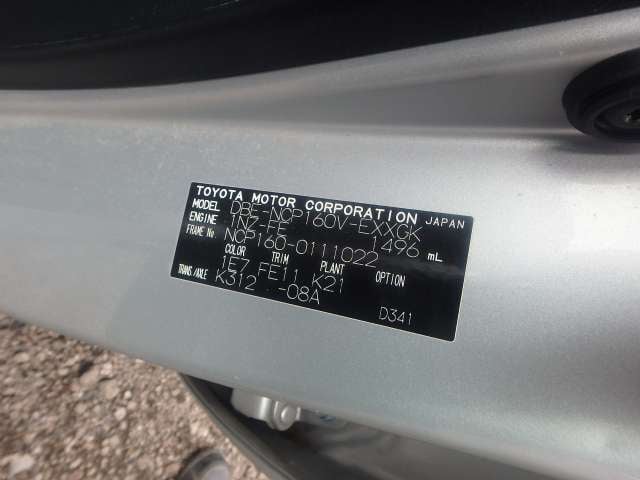 TOYOTA MOTOR CORPORATION JAPAN
MODEL DBE-NCP160V-EXXGK
ENGINE 1NZ-FE 1496 mL
FRAME No. NCP160-0111022
COLOR TRIM PLANT OPTION
1E7 FE11 K21
TRANS/AXLE K312 -08A
D341